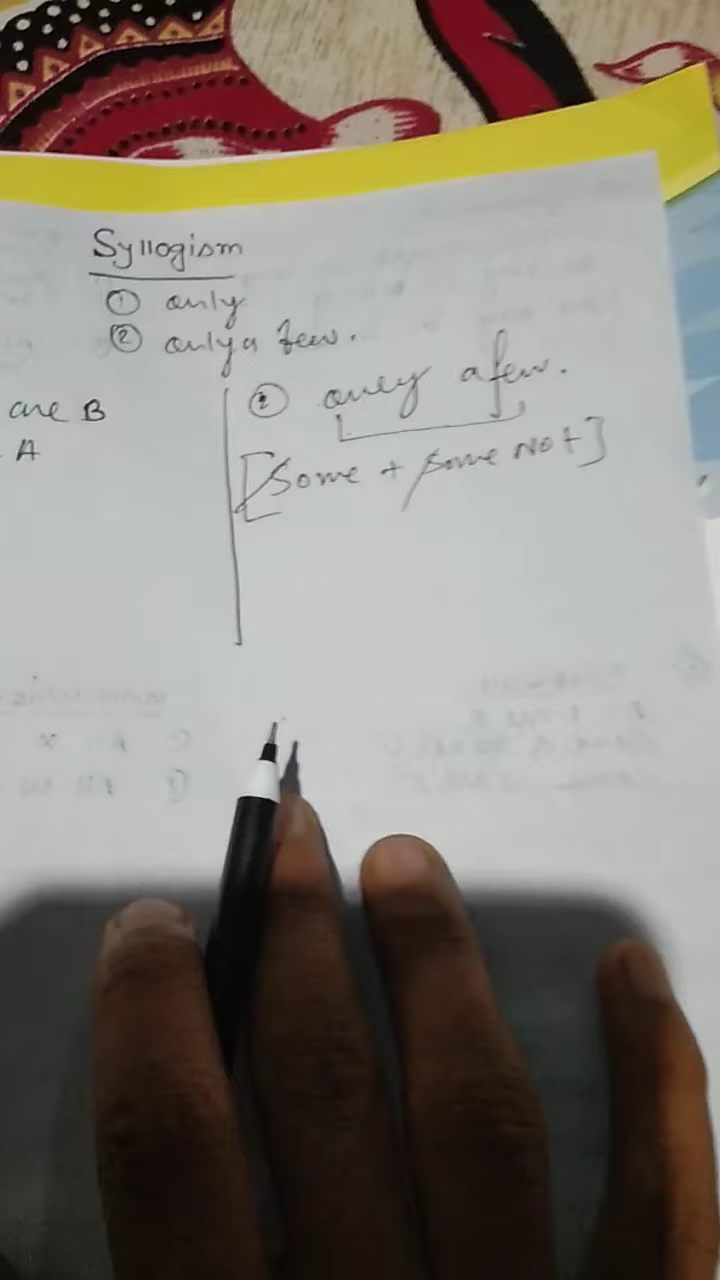 Syllogism
① only
② only a few.
are B
A
② only a few.
[Some + some not]